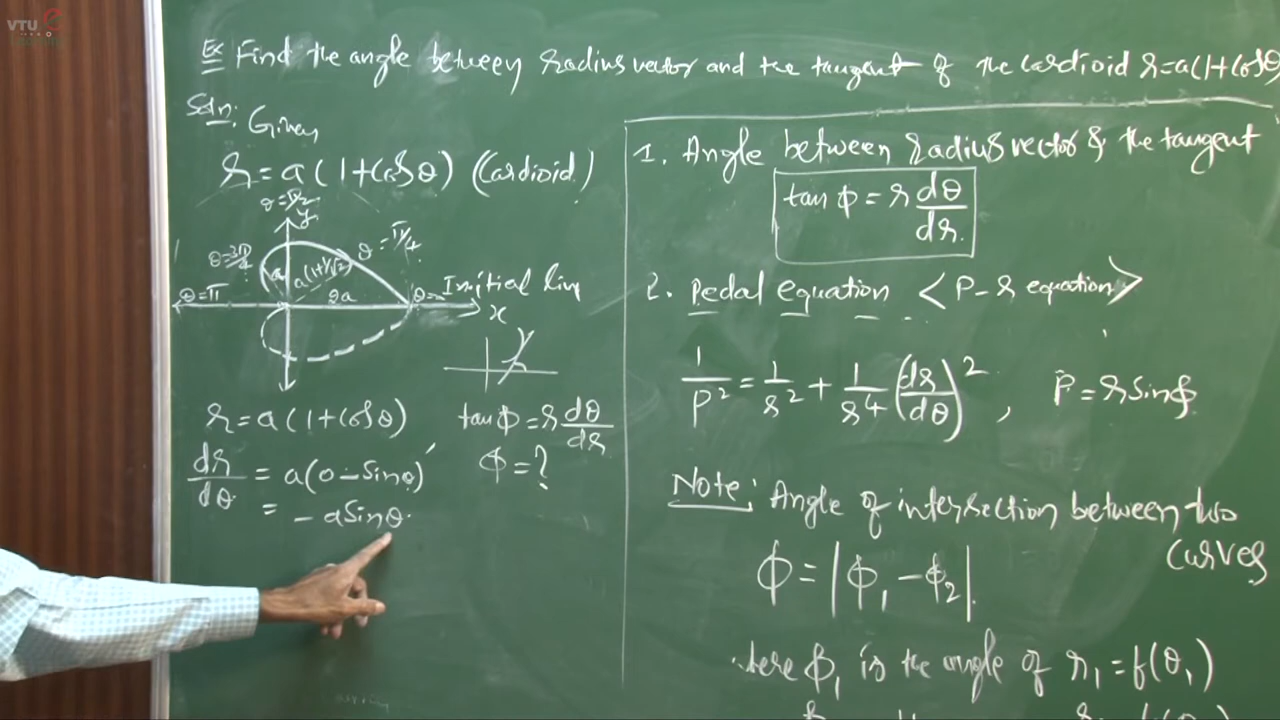 VTU e
Ex Find the angle between radius vector and the tangent of the cardioid r=a(1+cosθ
Soln: Given
r = a(1+cosθ) (Cardioid)
θ=π/2
y
θ=3π/4
θ=π/4
a
a(1+1/√2)
θ=π
2a
Initial line
x
r = a(1+cosθ)
tan φ = r dθ/dr
dr/dθ = a(0-sinθ)
φ=?
= -a sinθ.
1. Angle between radius vector & the tangent
tan φ = r dθ/dr.
2. Pedal equation <P-r equation>
1/P² = 1/r² + 1/r⁴ (dr/dθ)², P = r sinφ
Note: Angle of intersection between two
curves
φ = |φ₁ - φ₂|.
φ₁ is the angle of r₁ = f(θ₁)